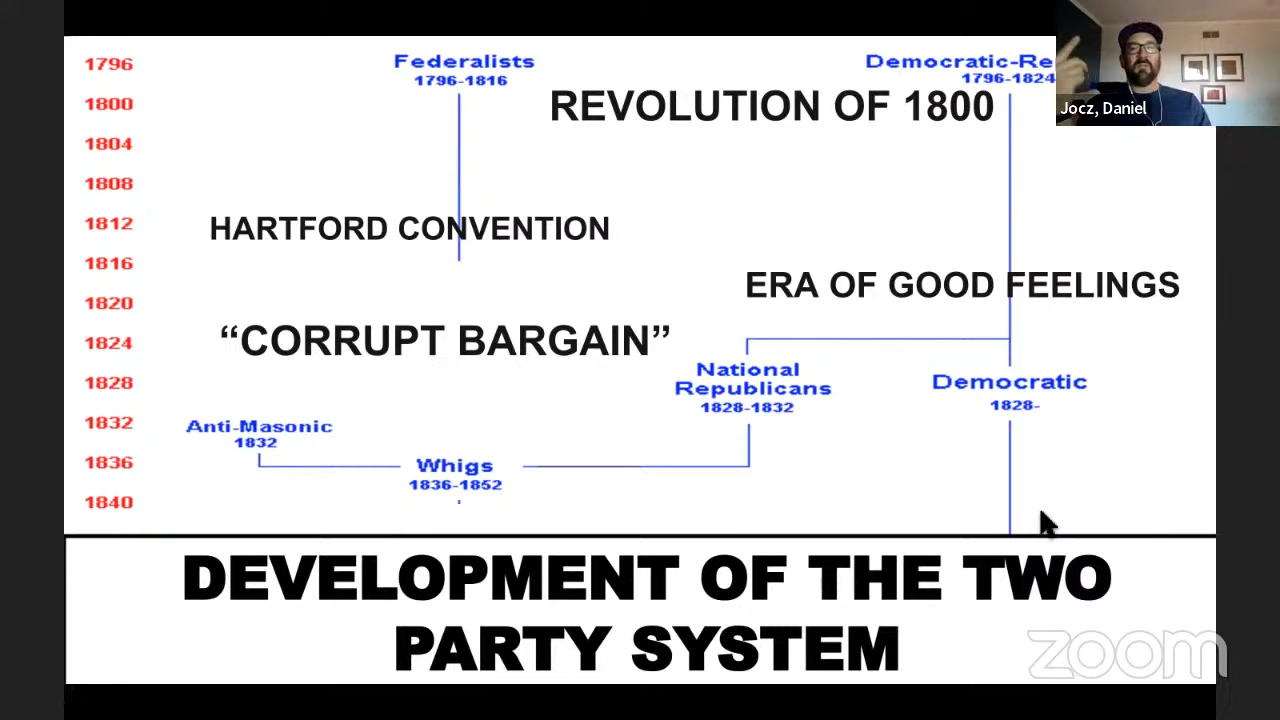 1796
Federalists
1796-1816
Democratic-Re
1796-1824
1800
REVOLUTION OF 1800
Jocz, Daniel
1804
1808
1812
HARTFORD CONVENTION
1816
ERA OF GOOD FEELINGS
1820
1824
“CORRUPT BARGAIN”
National
Republicans
1828-1832
1828
Democratic
1828-
1832
Anti-Masonic
1832
1836
Whigs
1836-1852
1840
DEVELOPMENT OF THE TWO
PARTY SYSTEM
zoom